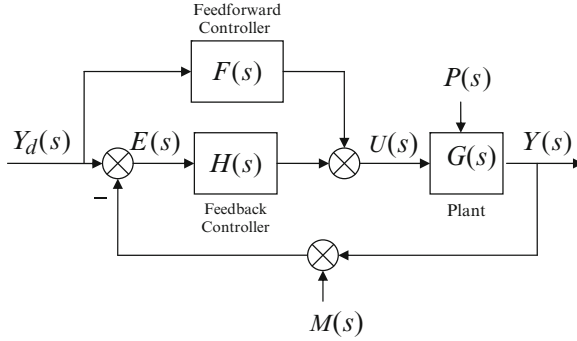 Feedforward
Controller
F(s)
P(s)
Y_d(s)
E(s)
H(s)
U(s)
G(s)
Y(s)
–
Feedback
Controller
Plant
M(s)